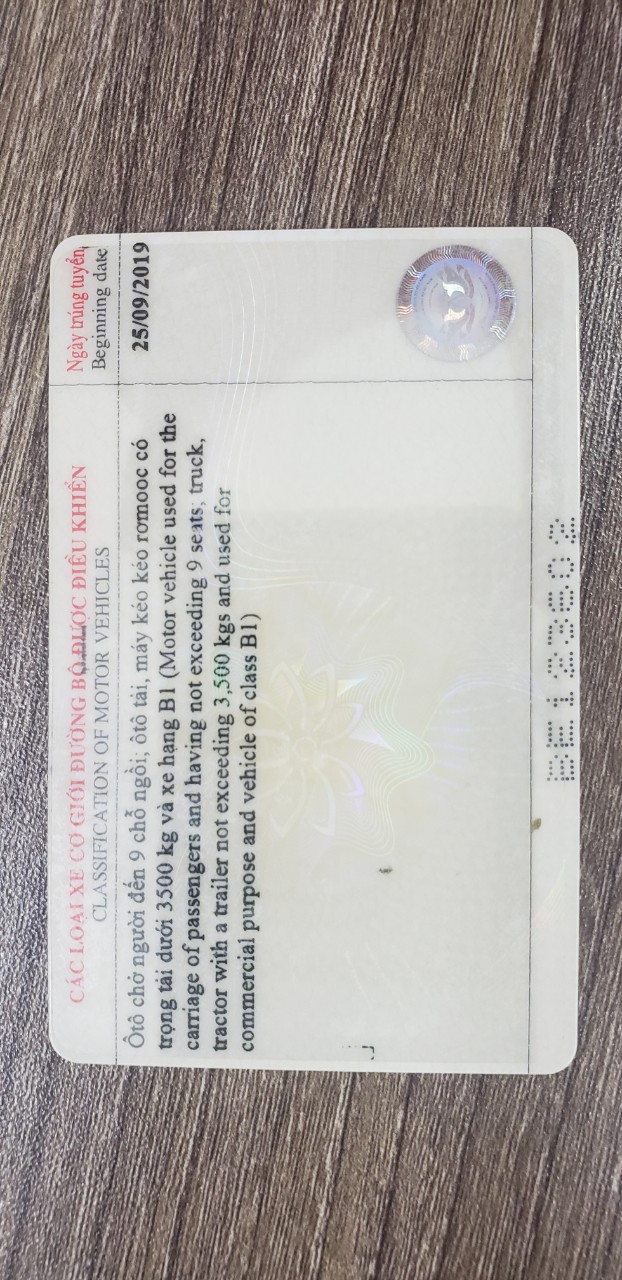 CÁC LOẠI XE CƠ GIỚI ĐƯỜNG BỘ ĐƯỢC ĐIỀU KHIỂN
CLASSIFICATION OF MOTOR VEHICLES
Ngày trúng tuyển
Beginning date
Ôtô chở người đến 9 chỗ ngồi; ôtô tải, máy kéo kéo romooc có
trọng tải dưới 3500 kg và xe hạng B1 (Motor vehicle used for the
carriage of passengers and having not exceeding 9 seats; truck,
tractor with a trailer not exceeding 3,500 kgs and used for
commercial purpose and vehicle of class B1)
25/09/2019